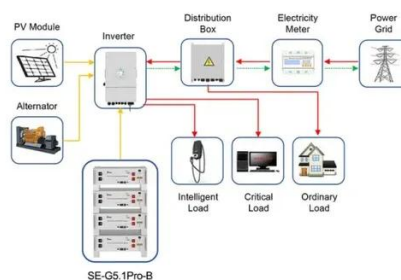 PV Module
Inverter
Distribution
Box
Electricity
Meter
Power
Grid
Alternator
Intelligent
Load
Critical
Load
Ordinary
Load
SE-G5.1Pro-B